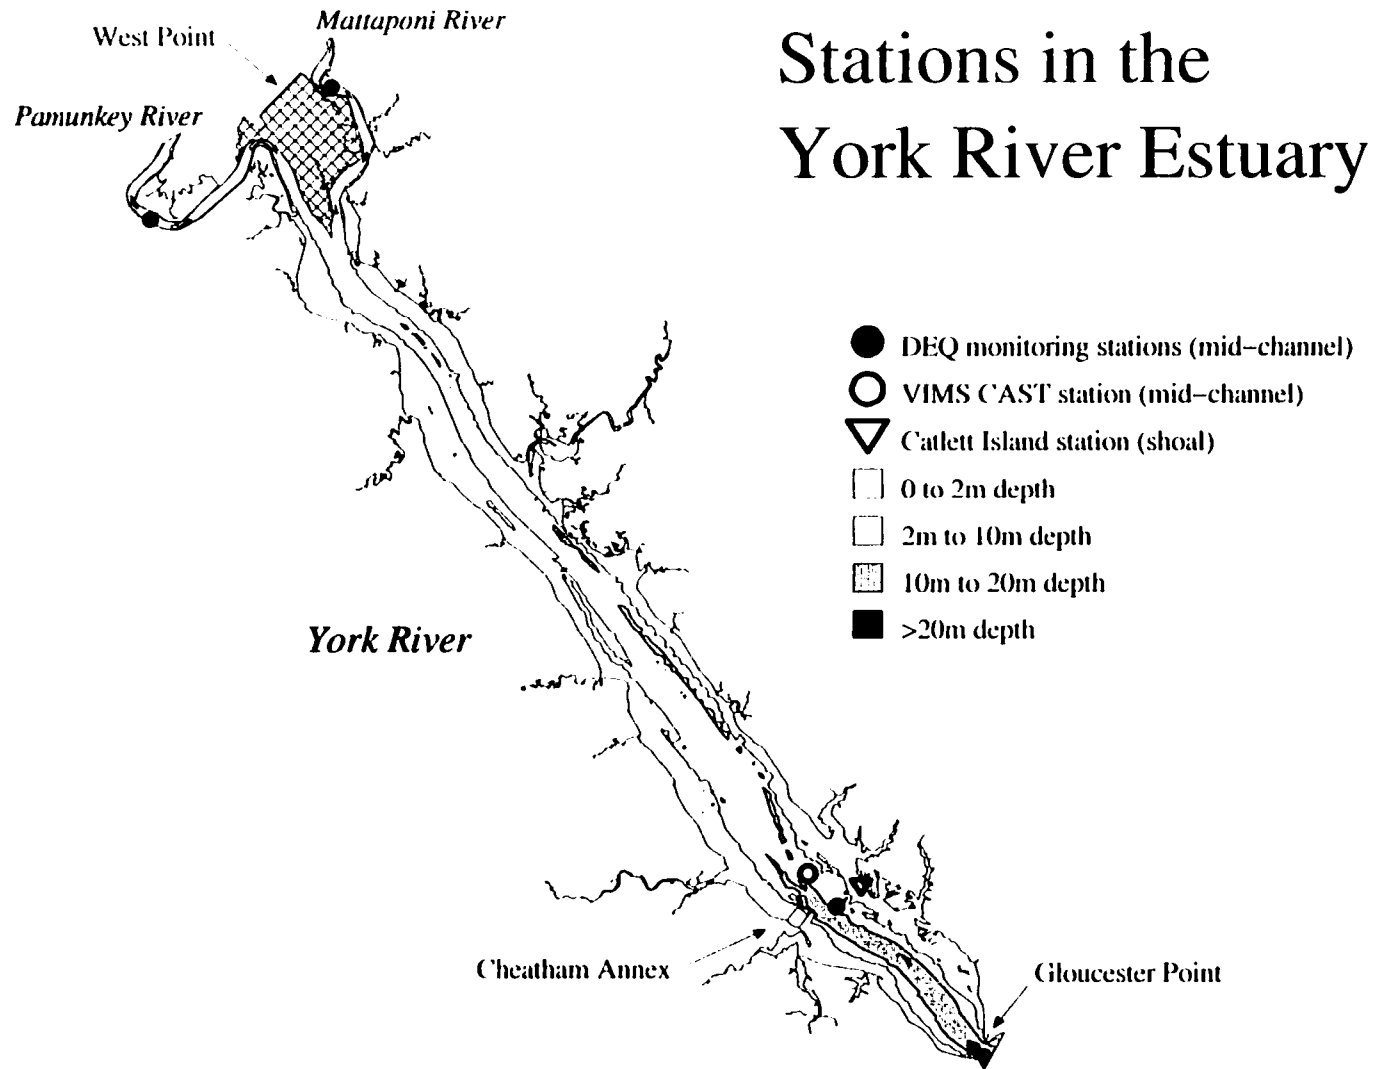 Mattaponi River
West Point
Pamunkey River
Stations in the
York River Estuary
DEQ monitoring stations (mid-channel)
VIMS CAST station (mid-channel)
Catlett Island station (shoal)
0 to 2m depth
2m to 10m depth
10m to 20m depth
>20m depth
York River
Cheatham Annex
Gloucester Point